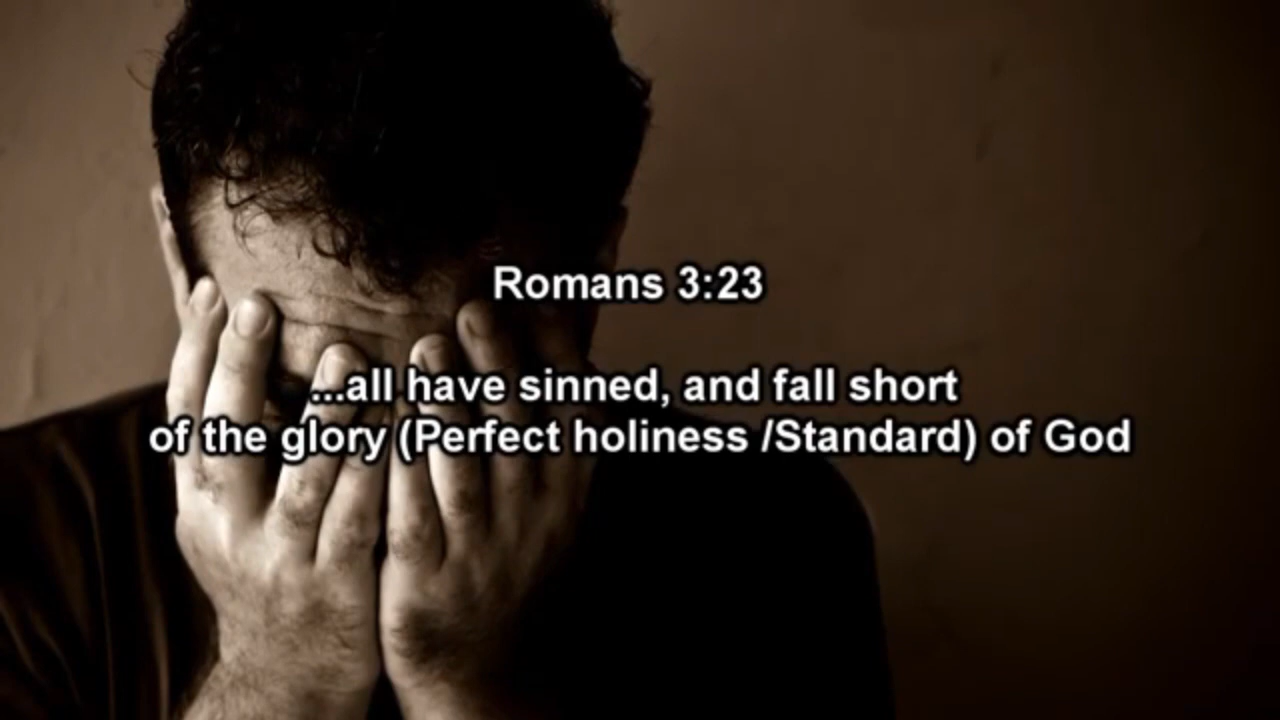 Romans 3:23
...all have sinned, and fall short
of the glory (Perfect holiness /Standard) of God